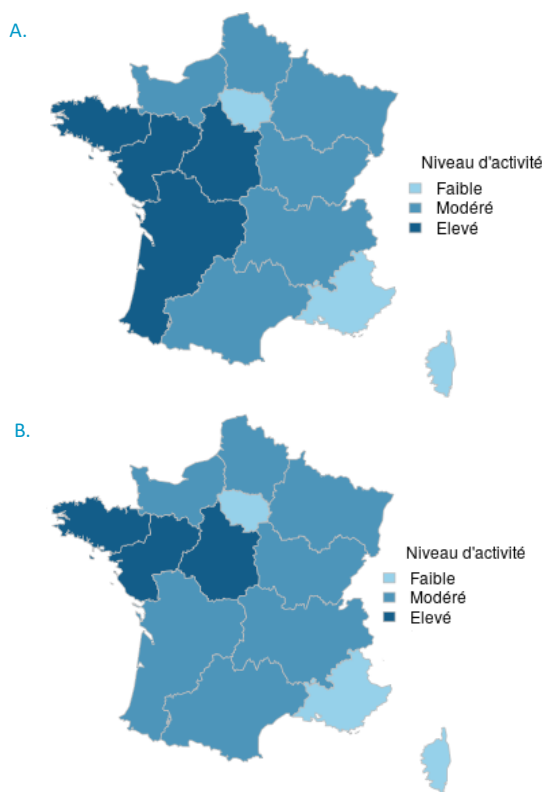 A.
Niveau d'activité
Faible
Modéré
Elevé
B.
Niveau d'activité
Faible
Modéré
Elevé